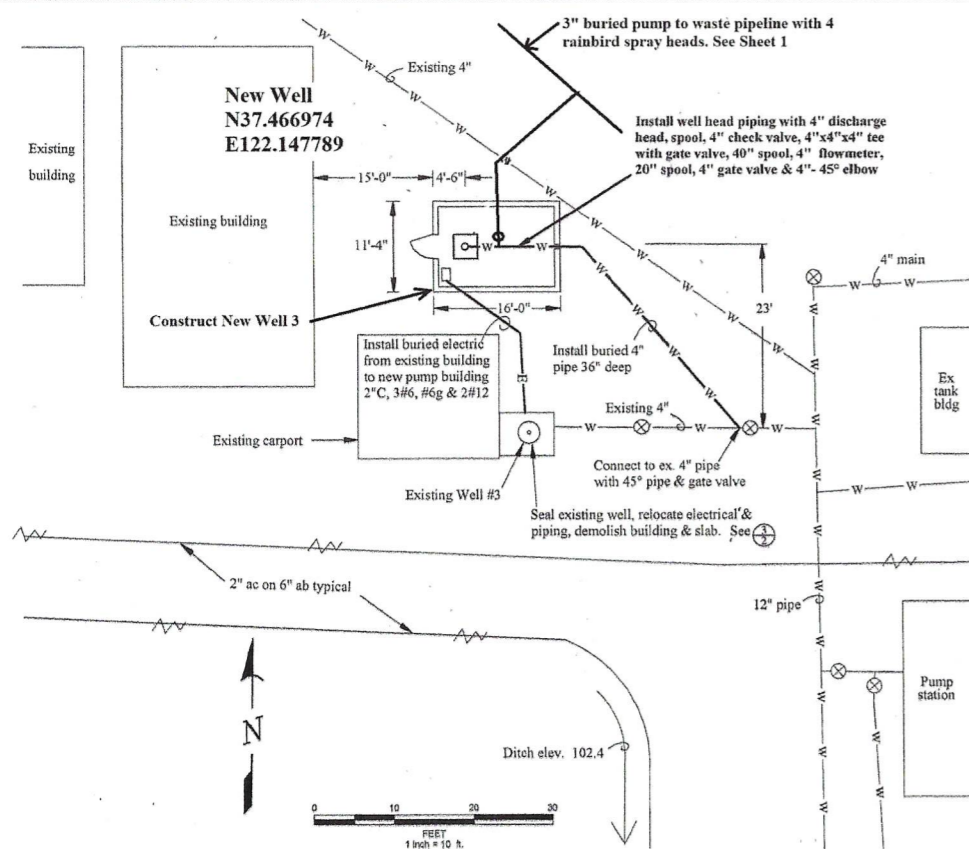 3" buried pump to waste pipeline with 4
rainbird spray heads. See Sheet 1
Existing 4"
New Well
N37.466974
E122.147789
Install well head piping with 4" discharge
head, spool, 4" check valve, 4"x4"x4" tee
with gate valve, 40" spool, 4" flowmeter,
20" spool, 4" gate valve & 4"- 45° elbow
Existing
building
15'-0"
4'-6"
Existing building
11'-4"
W
W
4" main
23'
16'-0"
Construct New Well 3
Install buried electric
from existing building
to new pump building
2"C, 3#6, #6g & 2#12
Install buried 4"
pipe 36" deep
Ex
tank
bldg
E
Existing 4"
Existing carport
Connect to ex. 4" pipe
with 45° pipe & gate valve
Existing Well #3
Seal existing well, relocate electrical &
piping, demolish building & slab. See 3/2
2" ac on 6" ab typical
12" pipe
Pump
station
N
Ditch elev. 102.4
0 10 20 30
FEET
1 inch = 10 ft.